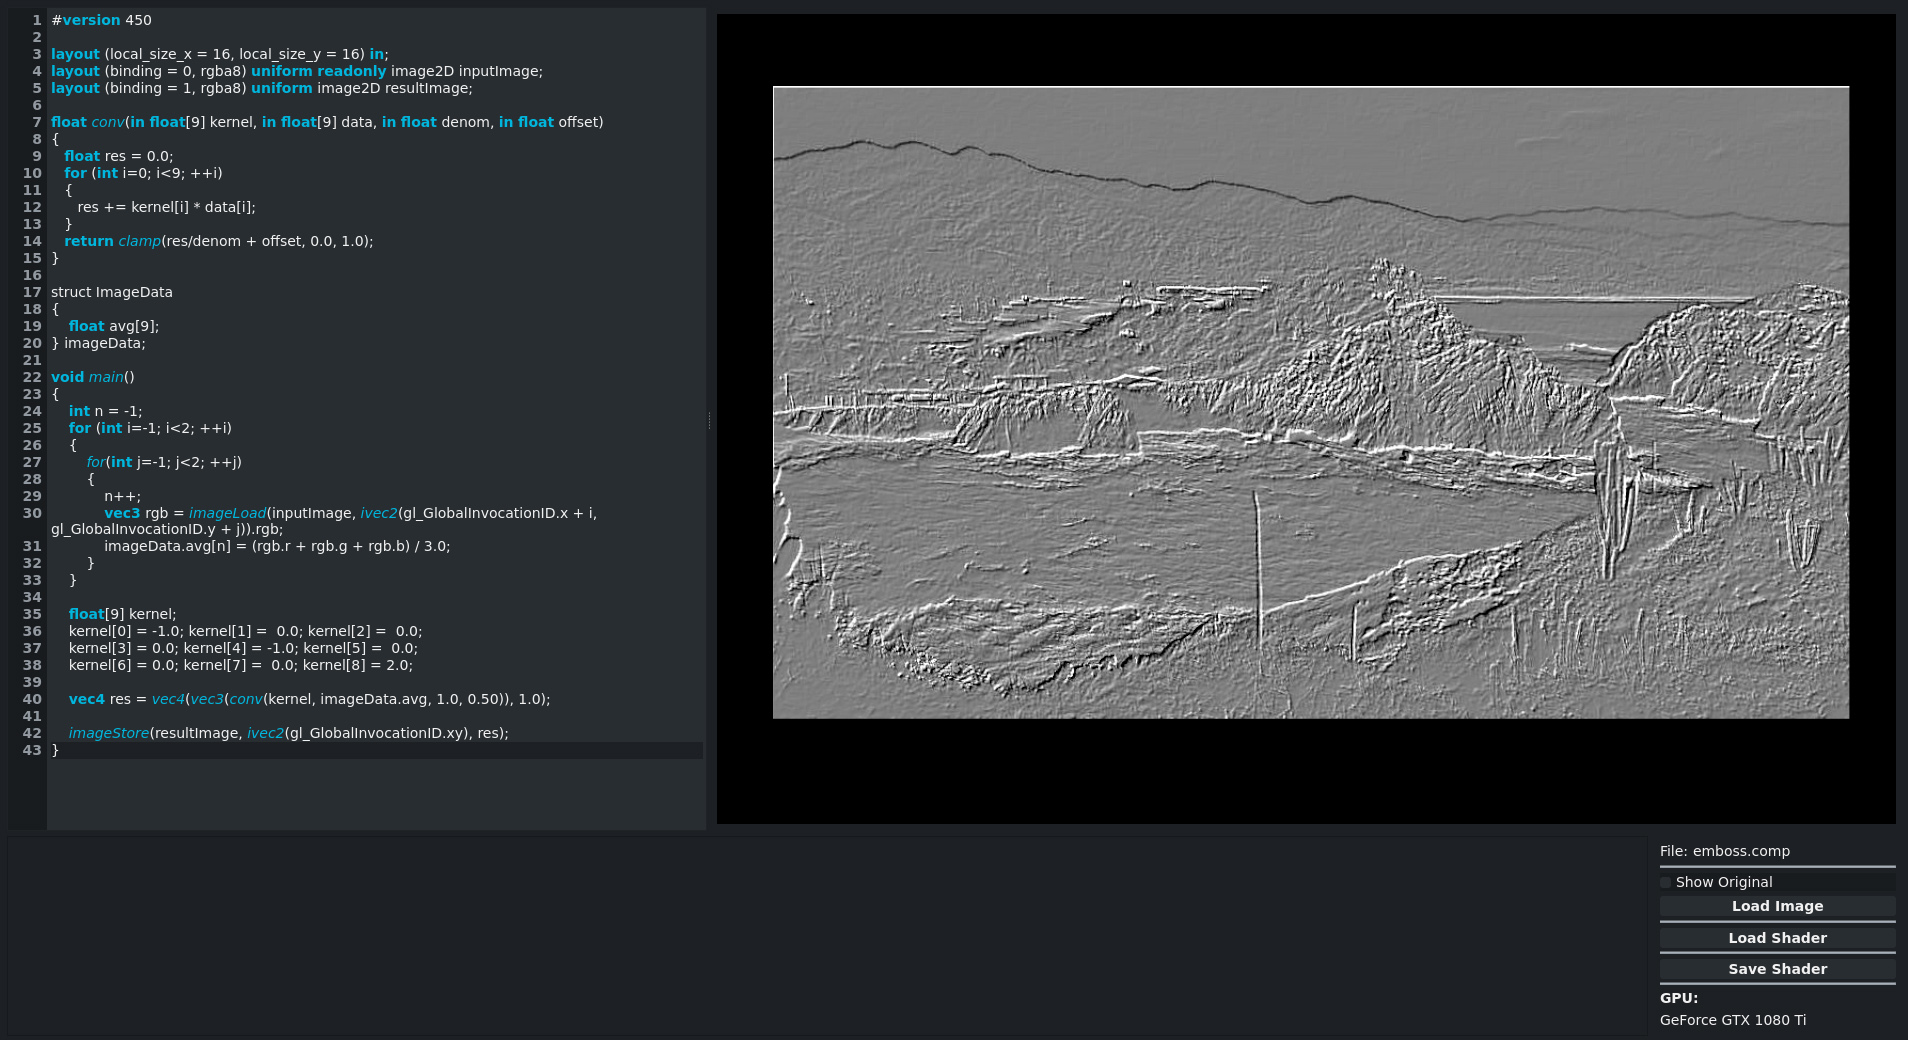 1 #version 450
2
3 layout (local_size_x = 16, local_size_y = 16) in;
4 layout (binding = 0, rgba8) uniform readonly image2D inputImage;
5 layout (binding = 1, rgba8) uniform image2D resultImage;
6
7 float conv(in float[9] kernel, in float[9] data, in float denom, in float offset)
8 {
9 float res = 0.0;
10 for (int i=0; i<9; ++i)
11 {
12 res += kernel[i] * data[i];
13 }
14 return clamp(res/denom + offset, 0.0, 1.0);
15 }
16
17 struct ImageData
18 {
19 float avg[9];
20 } imageData;
21
22 void main()
23 {
24 int n = -1;
25 for (int i=-1; i<2; ++i)
26 {
27 for(int j=-1; j<2; ++j)
28 {
29 n++;
30 vec3 rgb = imageLoad(inputImage, ivec2(gl_GlobalInvocationID.x + i,
gl_GlobalInvocationID.y + j)).rgb;
31 imageData.avg[n] = (rgb.r + rgb.g + rgb.b) / 3.0;
32 }
33 }
34
35 float[9] kernel;
36 kernel[0] = -1.0; kernel[1] =  0.0; kernel[2] =  0.0;
37 kernel[3] = 0.0; kernel[4] = -1.0; kernel[5] =  0.0;
38 kernel[6] = 0.0; kernel[7] =  0.0; kernel[8] = 2.0;
39
40 vec4 res = vec4(vec3(conv(kernel, imageData.avg, 1.0, 0.50)), 1.0);
41
42 imageStore(resultImage, ivec2(gl_GlobalInvocationID.xy), res);
43 }
File: emboss.comp
Show Original
Load Image
Load Shader
Save Shader
GPU:
GeForce GTX 1080 Ti